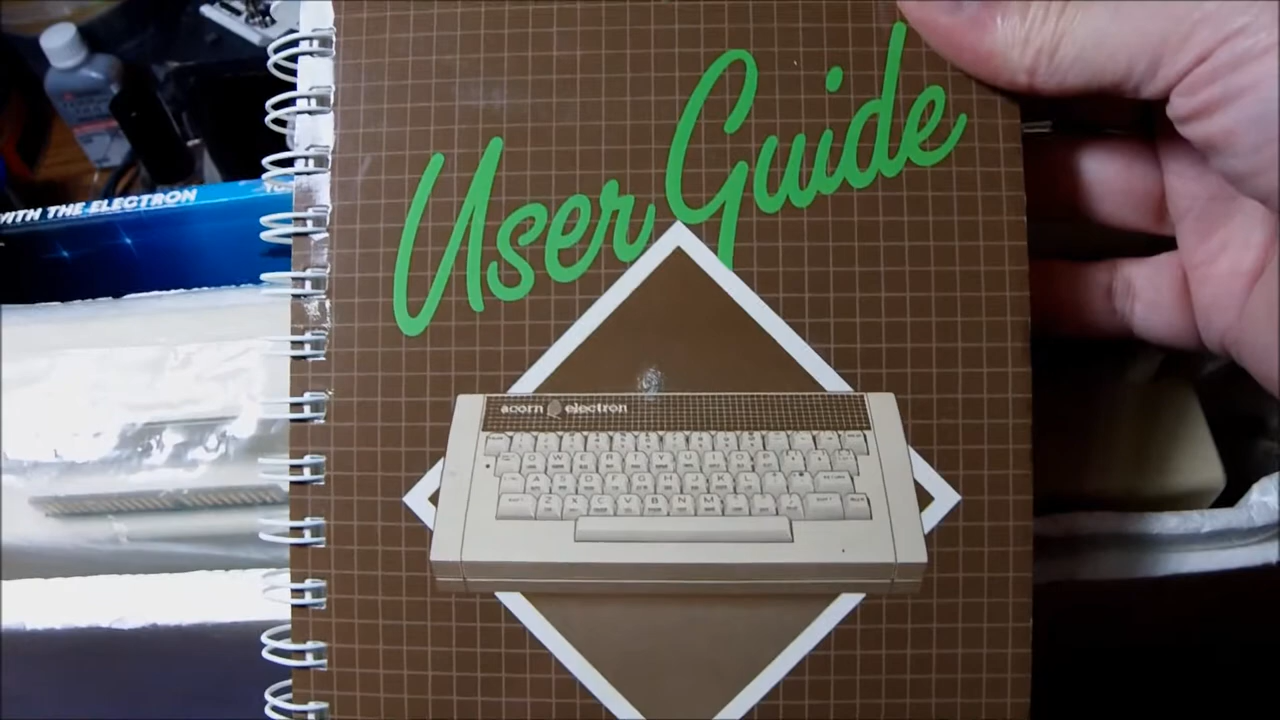 User Guide
WITH THE ELECTRON
acorn electron
Q W E R T Y U I O P
A S D F G H J K L
Z X C V B N M